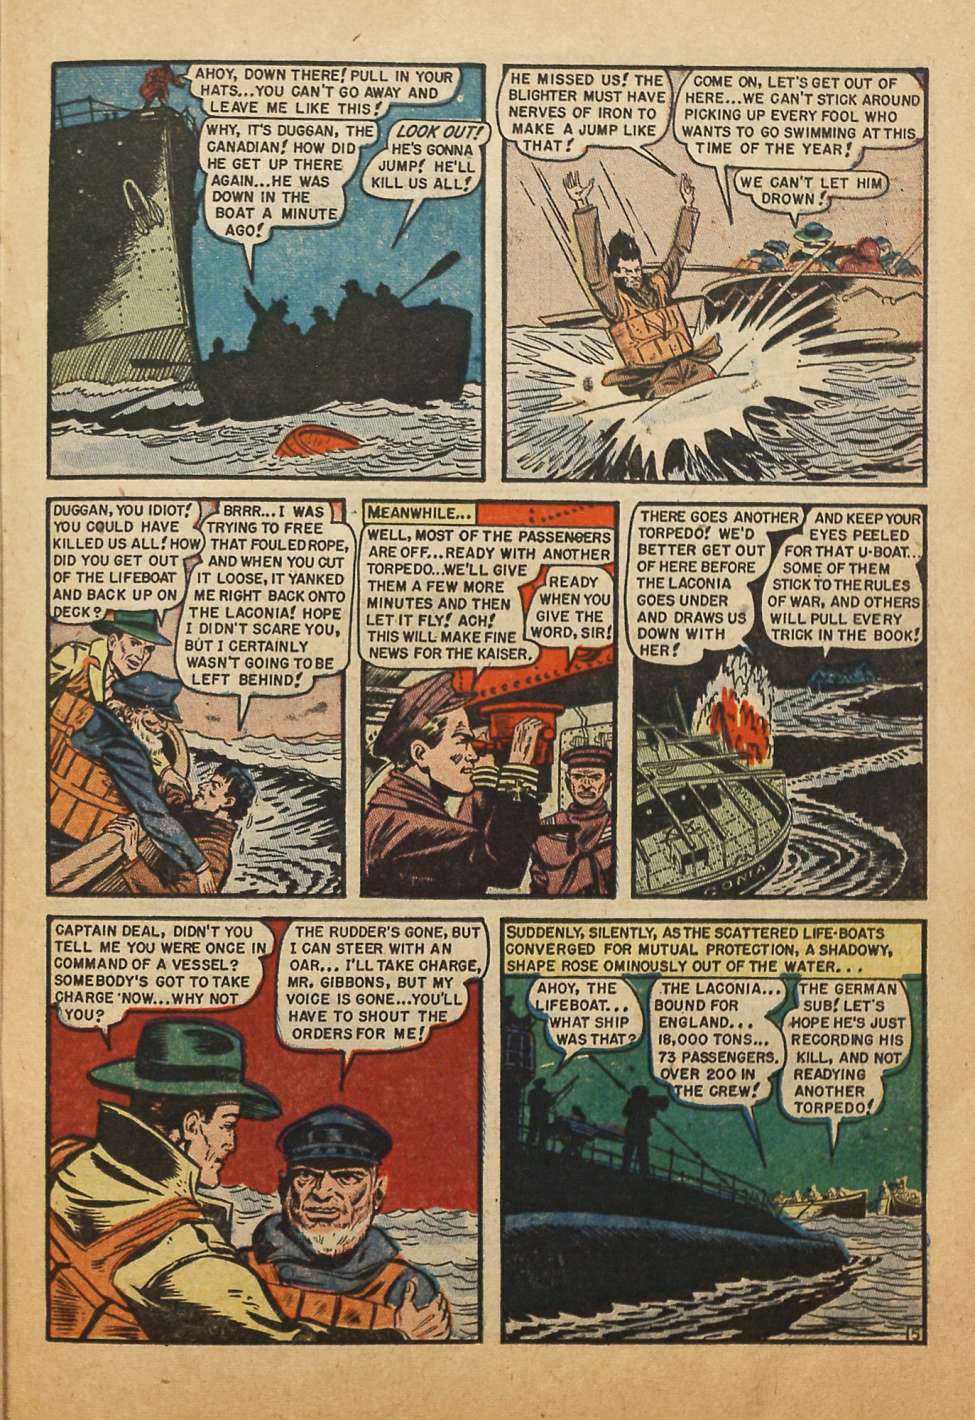 AHOY, DOWN THERE! PULL IN YOUR
HATS...YOU CAN'T GO AWAY AND
LEAVE ME LIKE THIS!
WHY, IT'S DUGGAN, THE
CANADIAN! HOW DID
HE GET UP THERE
AGAIN...HE WAS
DOWN IN THE
BOAT A MINUTE
AGO!
LOOK OUT!
HE'S GONNA
JUMP! HE'LL
KILL US ALL!
HE MISSED US! THE
BLIGHTER MUST HAVE
NERVES OF IRON TO
MAKE A JUMP LIKE
THAT!
COME ON, LET'S GET OUT OF
HERE...WE CAN'T STICK AROUND
PICKING UP EVERY FOOL WHO
WANTS TO GO SWIMMING AT THIS
TIME OF THE YEAR!
WE CAN'T LET HIM
DROWN!
DUGGAN, YOU IDIOT!
YOU COULD HAVE
KILLED US ALL! HOW
DID YOU GET OUT
OF THE LIFEBOAT
AND BACK UP ON
DECK?
BRRR...I WAS
TRYING TO FREE
THAT FOULED ROPE,
AND WHEN YOU CUT
IT LOOSE, IT YANKED
ME RIGHT BACK ONTO
THE LACONIA! HOPE
I DIDN'T SCARE YOU,
BUT I CERTAINLY
WASN'T GOING TO BE
LEFT BEHIND!
MEANWHILE...
WELL, MOST OF THE PASSENGERS
ARE OFF...READY WITH ANOTHER
TORPEDO...WE'LL GIVE
THEM A FEW MORE
MINUTES AND THEN
LET IT FLY! ACH!
THIS WILL MAKE FINE
NEWS FOR THE KAISER.
READY
WHEN YOU
GIVE THE
WORD, SIR!
THERE GOES ANOTHER
TORPEDO! WE'D
BETTER GET OUT
OF HERE BEFORE
THE LACONIA
GOES UNDER
AND DRAWS US
DOWN WITH
HER!
AND KEEP YOUR
EYES PEELED
FOR THAT U-BOAT...
SOME OF THEM
STICK TO THE RULES
OF WAR, AND OTHERS
WILL PULL EVERY
TRICK IN THE BOOK!
CONIA
CAPTAIN DEAL, DIDN'T YOU
TELL ME YOU WERE ONCE IN
COMMAND OF A VESSEL?
SOMEBODY'S GOT TO TAKE
CHARGE NOW...WHY NOT
YOU?
THE RUDDER'S GONE, BUT
I CAN STEER WITH AN
OAR... I'LL TAKE CHARGE,
MR. GIBBONS, BUT MY
VOICE IS GONE...YOU'LL
HAVE TO SHOUT THE
ORDERS FOR ME!
SUDDENLY, SILENTLY, AS THE SCATTERED LIFE-BOATS
CONVERGED FOR MUTUAL PROTECTION, A SHADOWY,
SHAPE ROSE OMINOUSLY OUT OF THE WATER...
AHOY, THE
LIFEBOAT...
WHAT SHIP
WAS THAT?
THE LACONIA...
BOUND FOR
ENGLAND...
18,000 TONS...
73 PASSENGERS.
OVER 200 IN
THE CREW!
THE GERMAN
SUB! LET'S
HOPE HE'S JUST
RECORDING HIS
KILL, AND NOT
READYING
ANOTHER
TORPEDO!
5